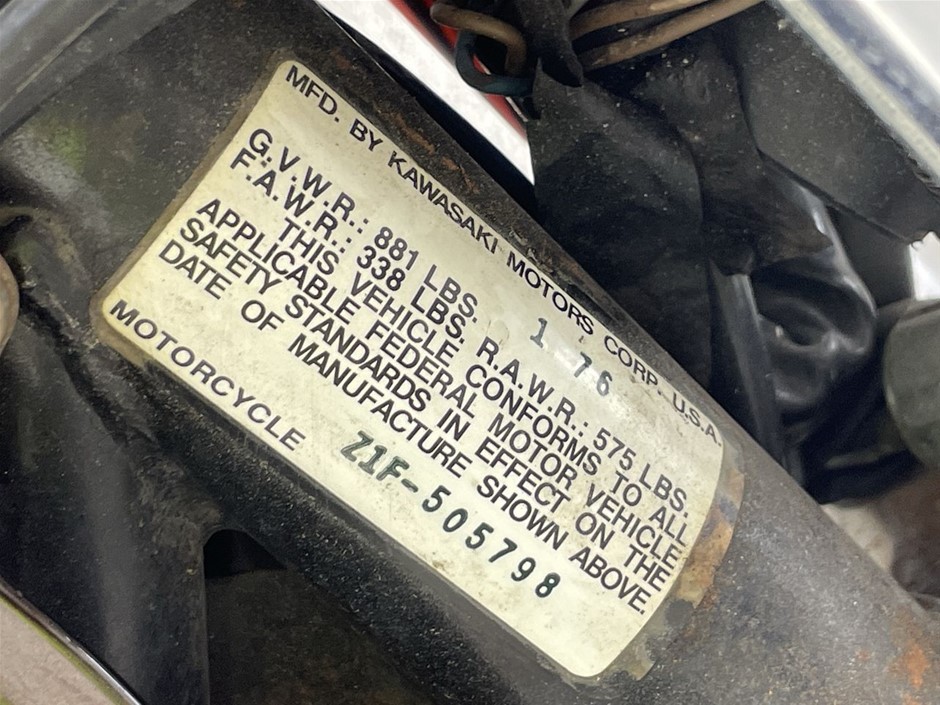 MFD. BY KAWASAKI MOTORS CORP. U.S.A.
1 76
G.V.W.R.: 881 LBS.
F.A.W.R.: 338 LBS. R.A.W.R.: 575 LBS.
THIS VEHICLE CONFORMS TO ALL
APPLICABLE FEDERAL MOTOR VEHICLE
SAFETY STANDARDS IN EFFECT ON THE
DATE OF MANUFACTURE SHOWN ABOVE.
MOTORCYCLE Z1F-505798